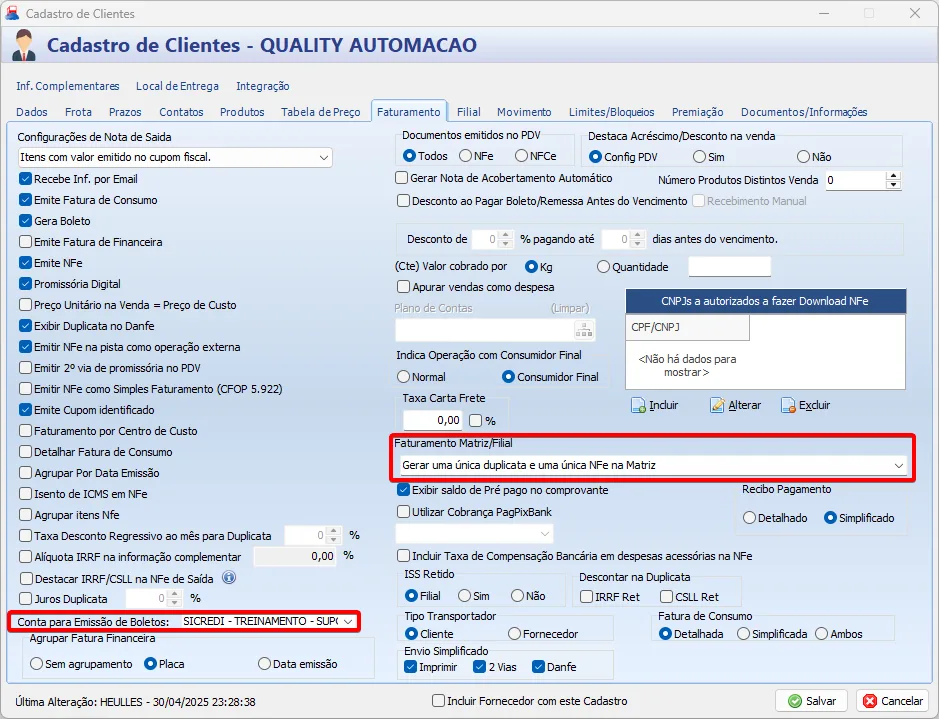 Cadastro de Clientes
Cadastro de Clientes - QUALITY AUTOMACAO
Inf. Complementares Local de Entrega Integração
Dados Frota Prazos Contatos Produtos Tabela de Preço Faturamento Filial Movimento Limites/Bloqueios Premiação Documentos/Informações
Configurações de Nota de Saida
Itens com valor emitido no cupom fiscal.
Recebe Inf. por Email
Emite Fatura de Consumo
Gera Boleto
Emite Fatura de Financeira
Emite NFe
Promissória Digital
Preço Unitário na Venda = Preço de Custo
Exibir Duplicata no Danfe
Emitir NFe na pista como operação externa
Emitir 2º via de promissória no PDV
Emitir NFe como Simples Faturamento (CFOP 5.922)
Emite Cupom identificado
Faturamento por Centro de Custo
Detalhar Fatura de Consumo
Agrupar Por Data Emissão
Isento de ICMS em NFe
Agrupar itens Nfe
Taxa Desconto Regressivo ao mês para Duplicata 0 %
Alíquota IRRF na informação complementar 0,00 %
Destacar IRRF/CSLL na NFe de Saída
Juros Duplicata 0 %
Conta para Emissão de Boletos: SICREDI - TREINAMENTO - SUP
Agrupar Fatura Financeira
Sem agrupamento Placa Data emissão
Documentos emitidos no PDV
Todos NFe NFCe
Destaca Acréscimo/Desconto na venda
Config PDV Sim Não
Gerar Nota de Acobertamento Automático
Número Produtos Distintos Venda 0
Desconto ao Pagar Boleto/Remessa Antes do Vencimento Recebimento Manual
Desconto de 0 % pagando até 0 dias antes do vencimento.
(Cte) Valor cobrado por Kg Quantidade
Apurar vendas como despesa
Plano de Contas (Limpar)
CNPJs a autorizados a fazer Download NFe
CPF/CNPJ
<Não há dados para
mostrar>
Incluir Alterar Excluir
Indica Operação com Consumidor Final
Normal Consumidor Final
Taxa Carta Frete
0,00 %
Faturamento Matriz/Filial
Gerar uma única duplicata e uma única NFe na Matriz
Exibir saldo de Pré pago no comprovante
Utilizar Cobrança PagPixBank
Recibo Pagamento
Detalhado Simplificado
Incluir Taxa de Compensação Bancária em despesas acessórias na NFe
ISS Retido
Filial Sim Não
Descontar na Duplicata
IRRF Ret CSLL Ret
Tipo Transportador
Cliente Fornecedor
Fatura de Consumo
Detalhada Simplificada Ambos
Envio Simplificado
Imprimir 2 Vias Danfe
Última Alteração: HEULLES - 30/04/2025 23:28:38
Incluir Fornecedor com este Cadastro
Salvar Cancelar